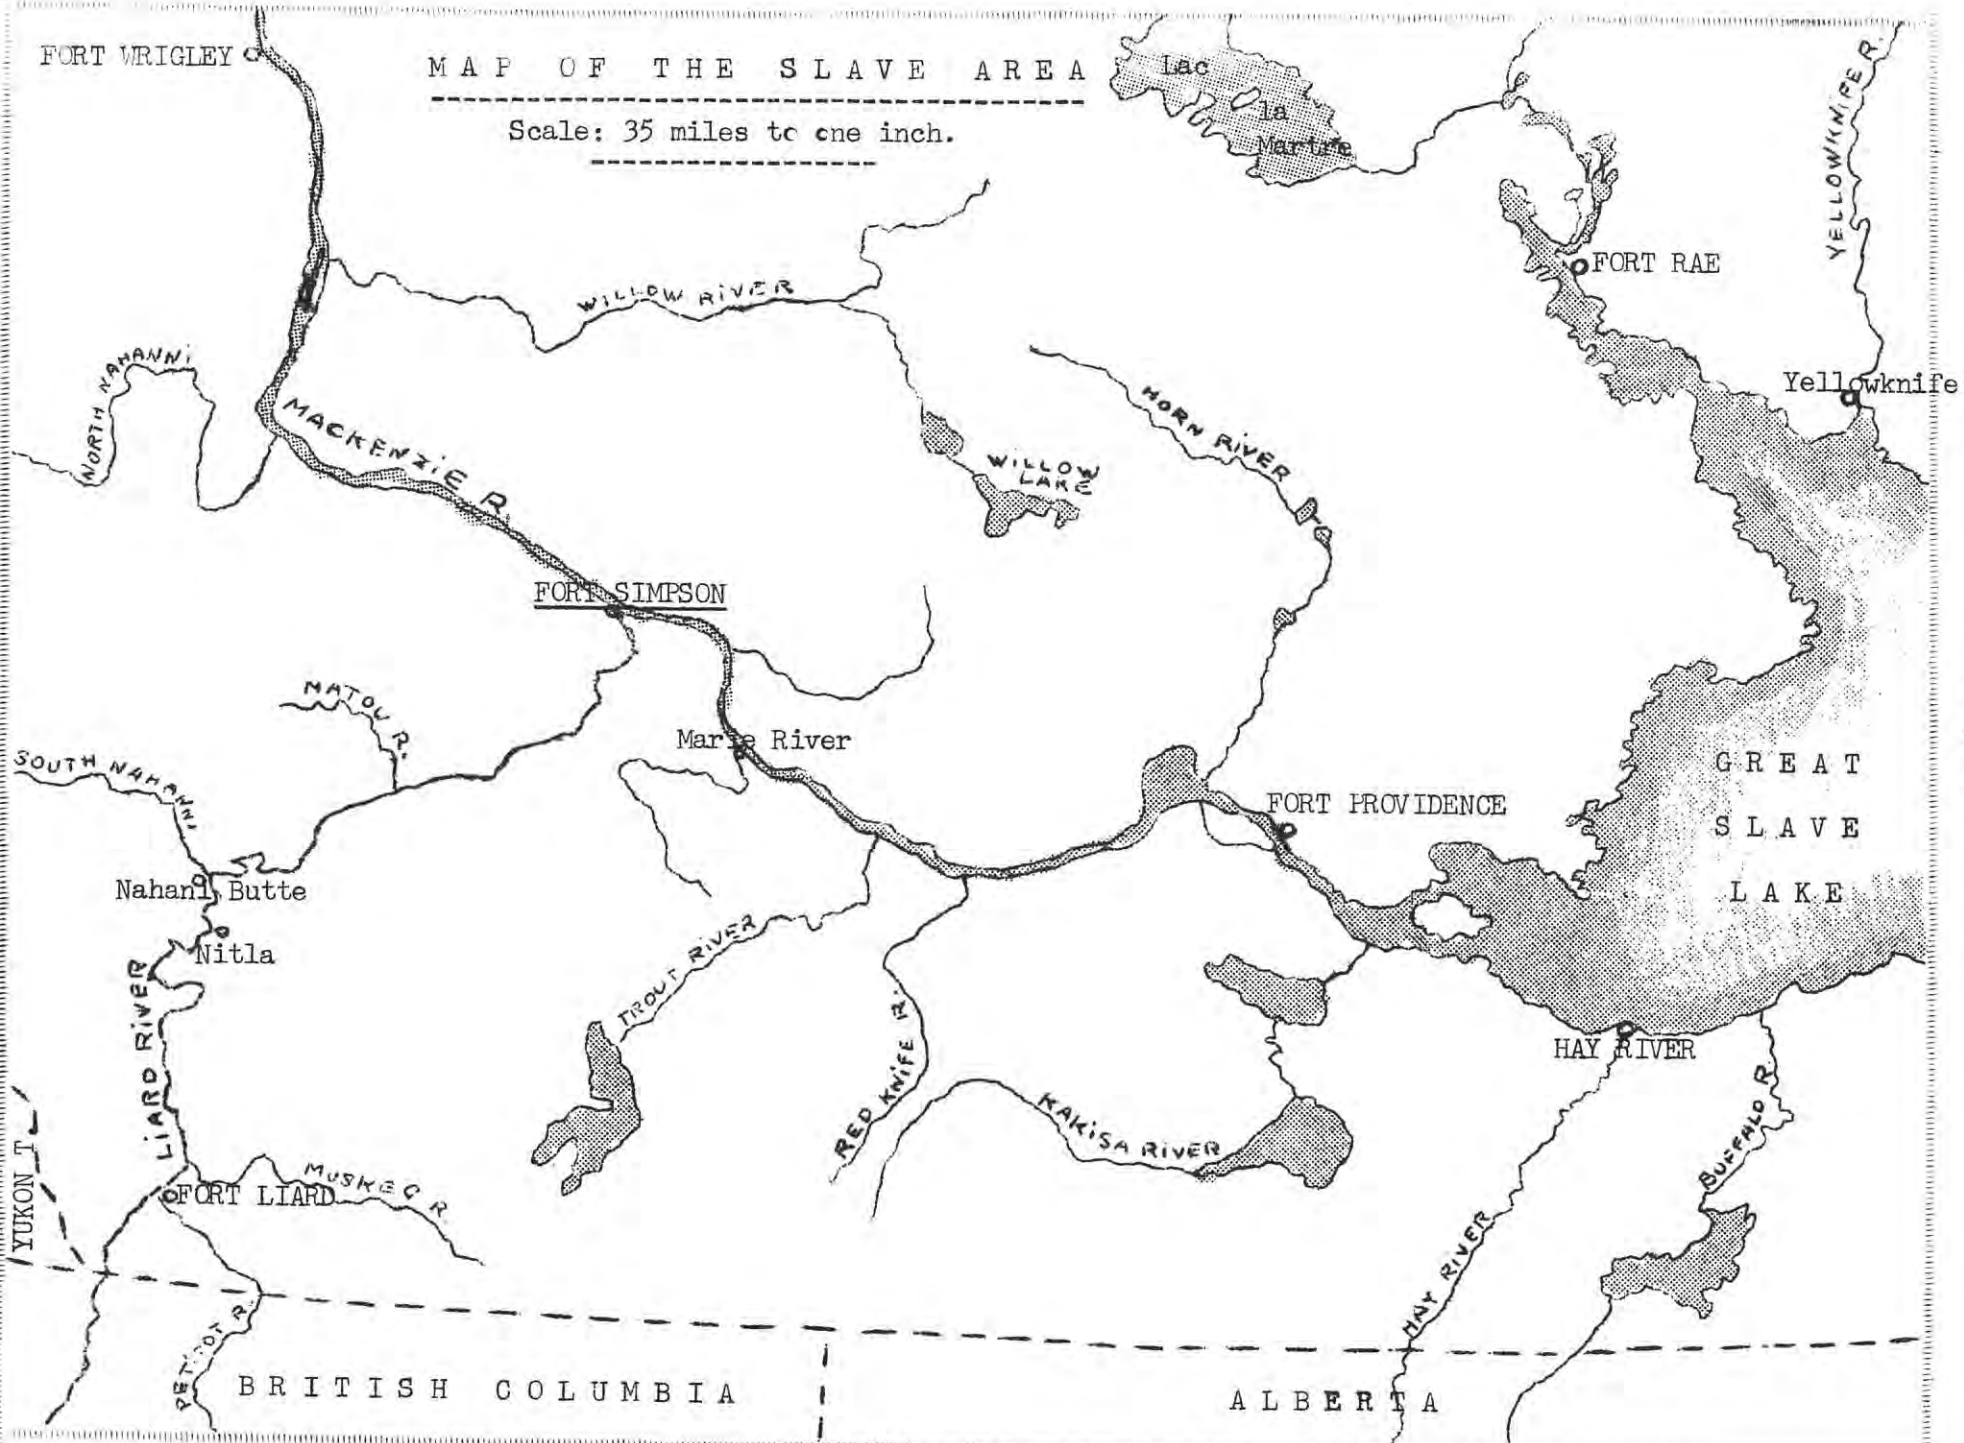 FORT WRIGLEY
MAP OF THE SLAVE AREA
Scale: 35 miles to one inch.
Lac
la
Martre
YELLOWKNIFE R.
FORT RAE
WILLOW RIVER
NORTH NAHANNI
MACKENZIE R.
HORN RIVER
Yellowknife
WILLOW
LAKE
FORT SIMPSON
MATOU R.
Marie River
SOUTH NAHANNI
GREAT
SLAVE
LAKE
FORT PROVIDENCE
Nahani Butte
Nitla
TROUT RIVER
LIARD RIVER
RED KNIFE R.
HAY RIVER
KAKISA RIVER
BUFFALO R.
YUKON T.
FORT LIARD
MUSKEG R.
HAY RIVER
PETITOT R.
BRITISH COLUMBIA
ALBERTA